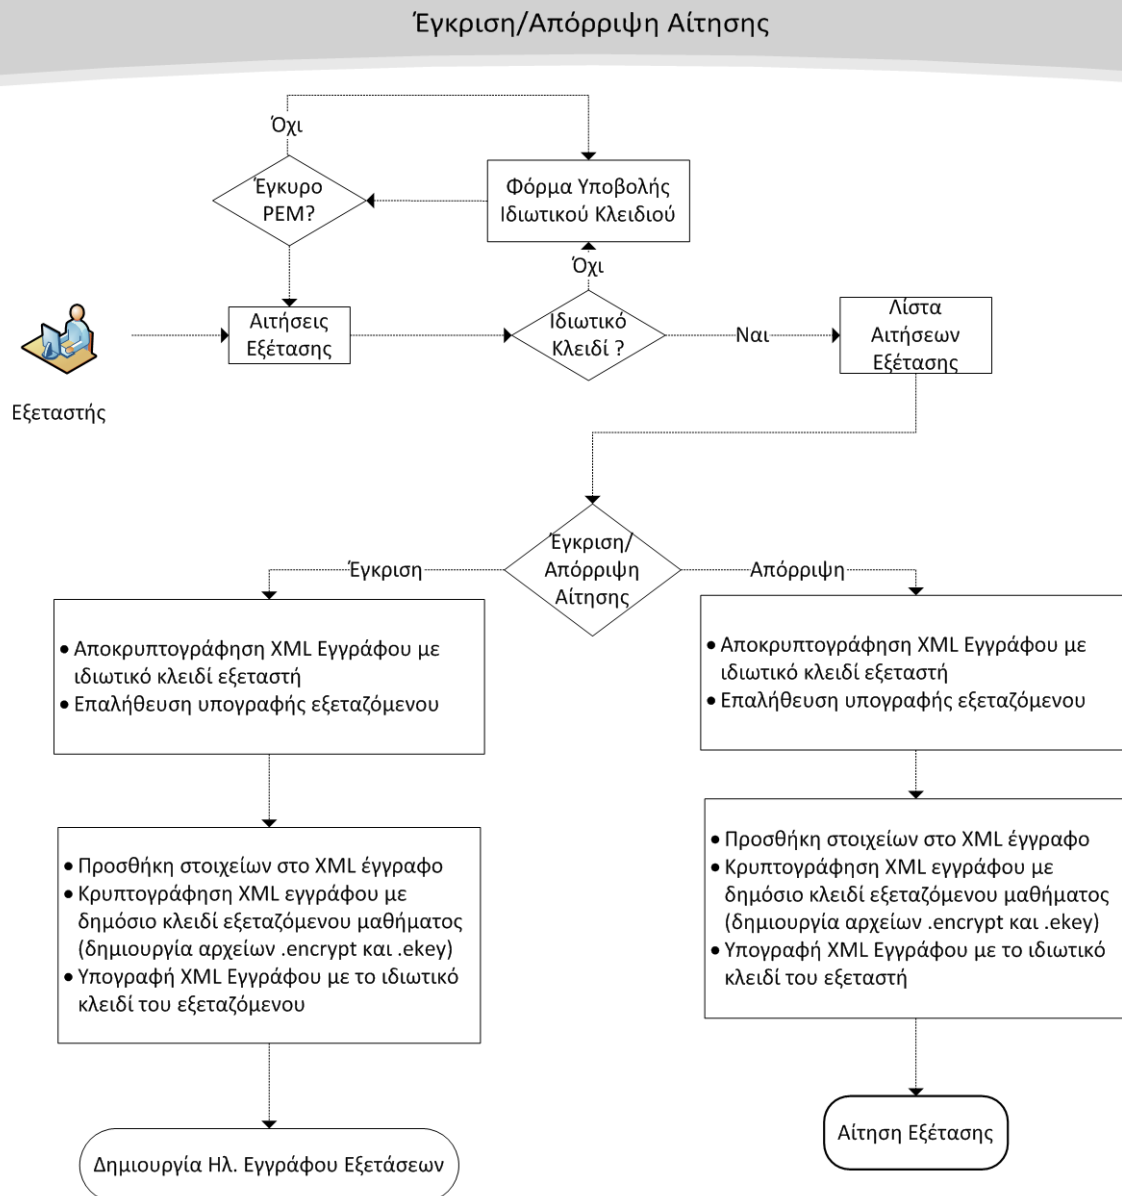 Έγκριση/Απόρριψη Αίτησης
Όχι
Έγκυρο
PEM?
Φόρμα Υποβολής
Ιδιωτικού Κλειδιού
Όχι
Αιτήσεις
Εξέτασης
Ιδιωτικό
Κλειδί ?
Ναι
Λίστα
Αιτήσεων
Εξέτασης
Εξεταστής
Έγκριση/
Απόρριψη
Αίτησης
Έγκριση
Απόρριψη
• Αποκρυπτογράφηση XML Εγγράφου με
ιδιωτικό κλειδί εξεταστή
• Επαλήθευση υπογραφής εξεταζόμενου
• Αποκρυπτογράφηση XML Εγγράφου με
ιδιωτικό κλειδί εξεταστή
• Επαλήθευση υπογραφής εξεταζόμενου
• Προσθήκη στοιχείων στο XML έγγραφο
• Κρυπτογράφηση XML εγγράφου με
δημόσιο κλειδί εξεταζόμενου μαθήματος
(δημιουργία αρχείων .encrypt και .ekey)
• Υπογραφή XML Εγγράφου με το ιδιωτικό
κλειδί του εξεταζόμενου
• Προσθήκη στοιχείων στο XML έγγραφο
• Κρυπτογράφηση XML εγγράφου με
δημόσιο κλειδί εξεταζόμενου μαθήματος
(δημιουργία αρχείων .encrypt και .ekey)
• Υπογραφή XML Εγγράφου με το ιδιωτικό
κλειδί του εξεταστή
Δημιουργία Ηλ. Εγγράφου Εξετάσεων
Αίτηση Εξέτασης